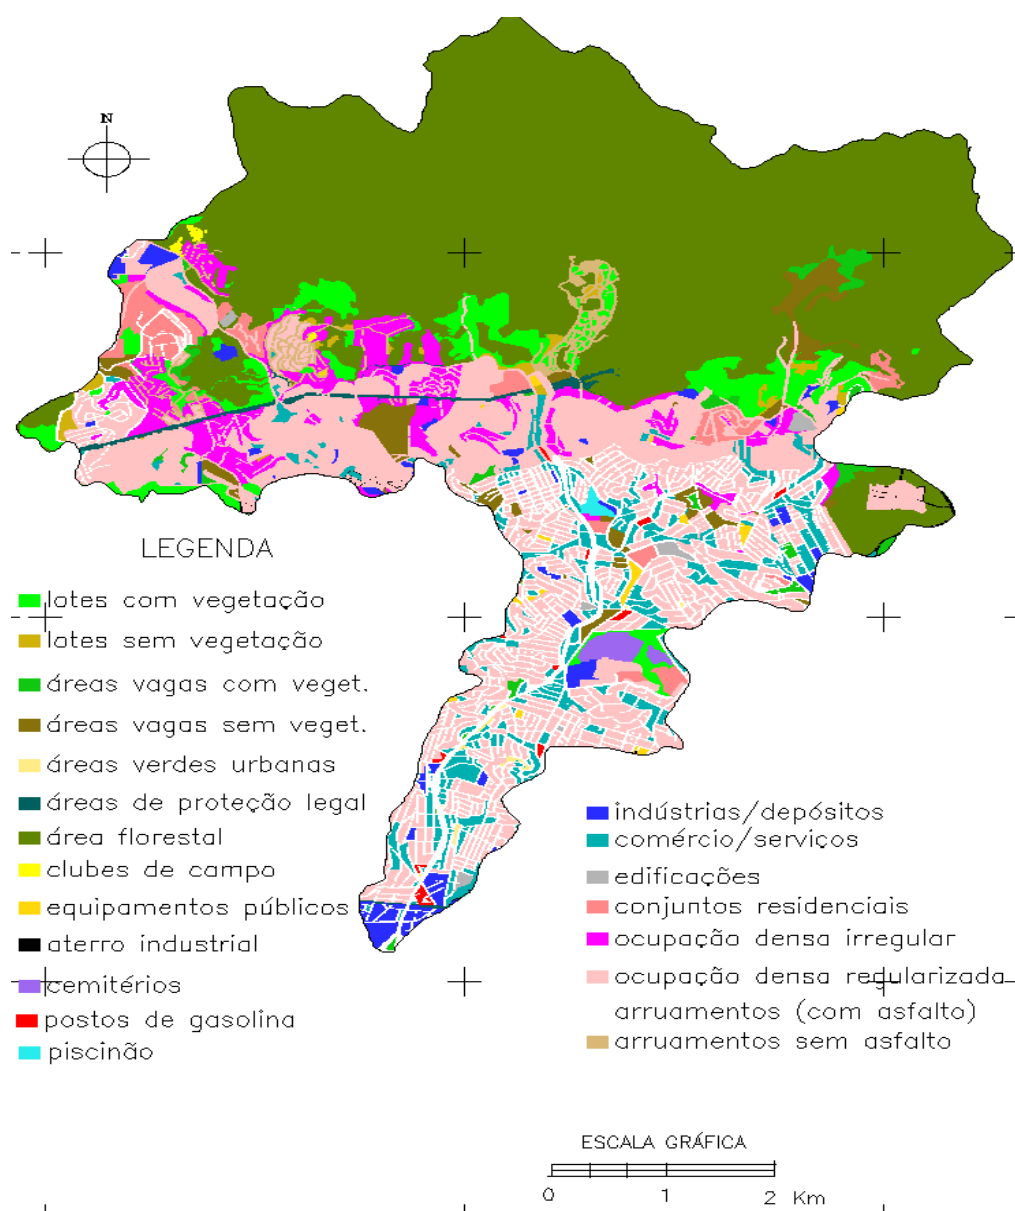 N
LEGENDA
lotes com vegetação
lotes sem vegetação
áreas vagas com veget.
áreas vagas sem veget.
áreas verdes urbanas
áreas de proteção legal
área florestal
clubes de campo
equipamentos públicos
aterro industrial
cemitérios
postos de gasolina
piscinão
indústrias/depósitos
comércio/serviços
edificações
conjuntos residenciais
ocupação densa irregular
ocupação densa regularizada
arruamentos (com asfalto)
arruamentos sem asfalto
ESCALA GRÁFICA
0 1 2 Km